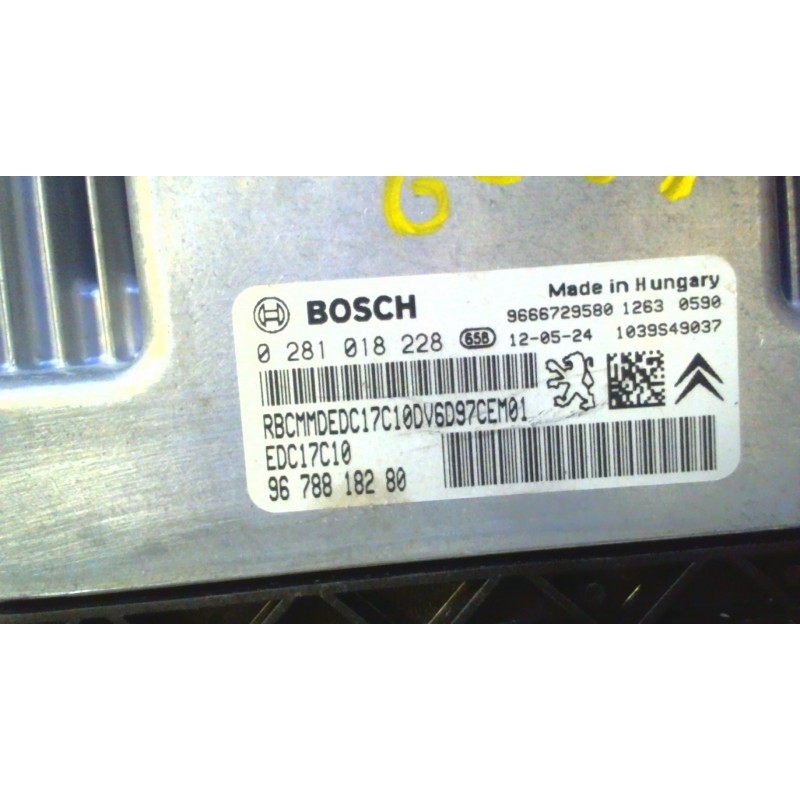 BOSCH
Made in Hungary
9666729580 1263 0590
0 281 018 228 658 12-05-24 1039S49037
RBCMMDEDC17C10DV6D97CEM01
EDC17C10
96 788 182 80